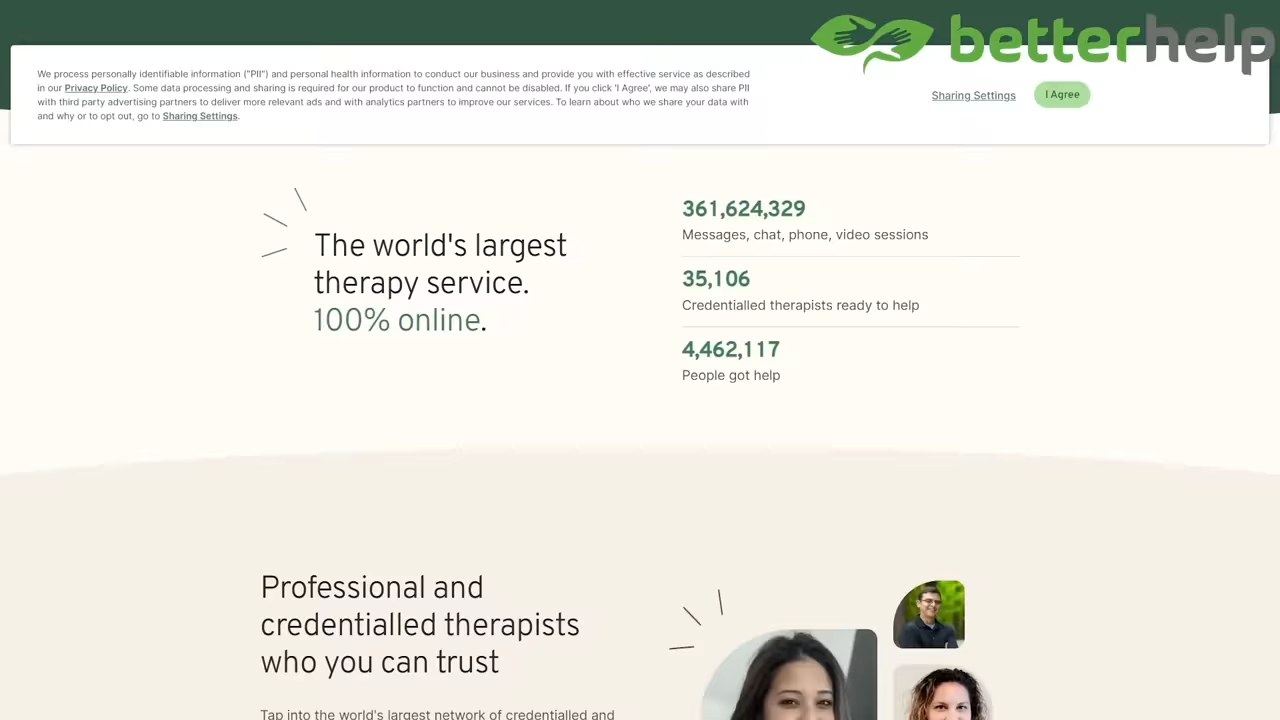 betterhelp
We process personally identifiable information ("PII") and personal health information to conduct our business and provide you with effective service as described
in our Privacy Policy. Some data processing and sharing is required for our product to function and cannot be disabled. If you click 'I Agree', we may also share PII
with third party advertising partners to deliver more relevant ads and with analytics partners to improve our services. To learn about who we share your data with
and why or to opt out, go to Sharing Settings.
Sharing Settings
I Agree
The world's largest
therapy service.
100% online.
361,624,329
Messages, chat, phone, video sessions
35,106
Credentialled therapists ready to help
4,462,117
People got help
Professional and
credentialled therapists
who you can trust
Tap into the world's largest network of credentialled and